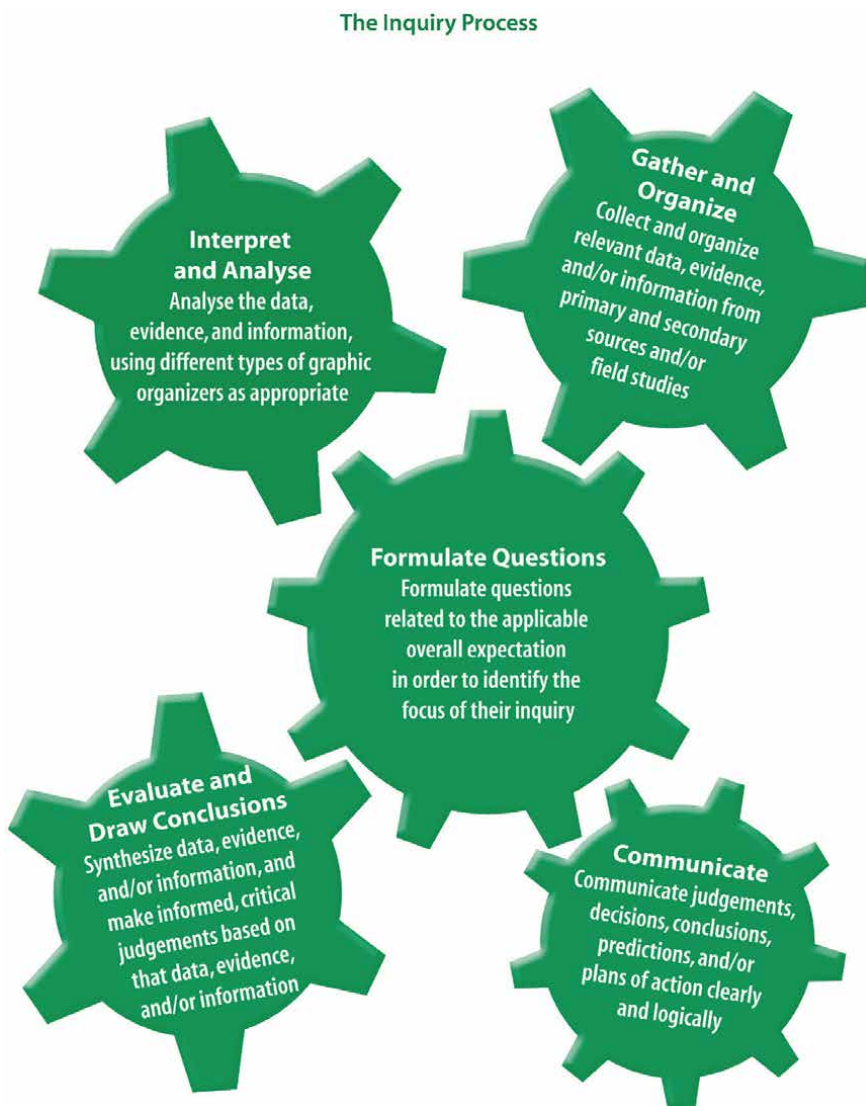 The Inquiry Process
Interpret
and Analyse
Analyse the data,
evidence, and information,
using different types of graphic
organizers as appropriate
Gather and
Organize
Collect and organize
relevant data, evidence,
and/or information from
primary and secondary
sources and/or
field studies
Formulate Questions
Formulate questions
related to the applicable
overall expectation
in order to identify the
focus of their inquiry
Evaluate and
Draw Conclusions
Synthesize data, evidence,
and/or information, and
make informed, critical
judgements based on
that data, evidence,
and/or information
Communicate
Communicate judgements,
decisions, conclusions,
predictions, and/or
plans of action clearly
and logically